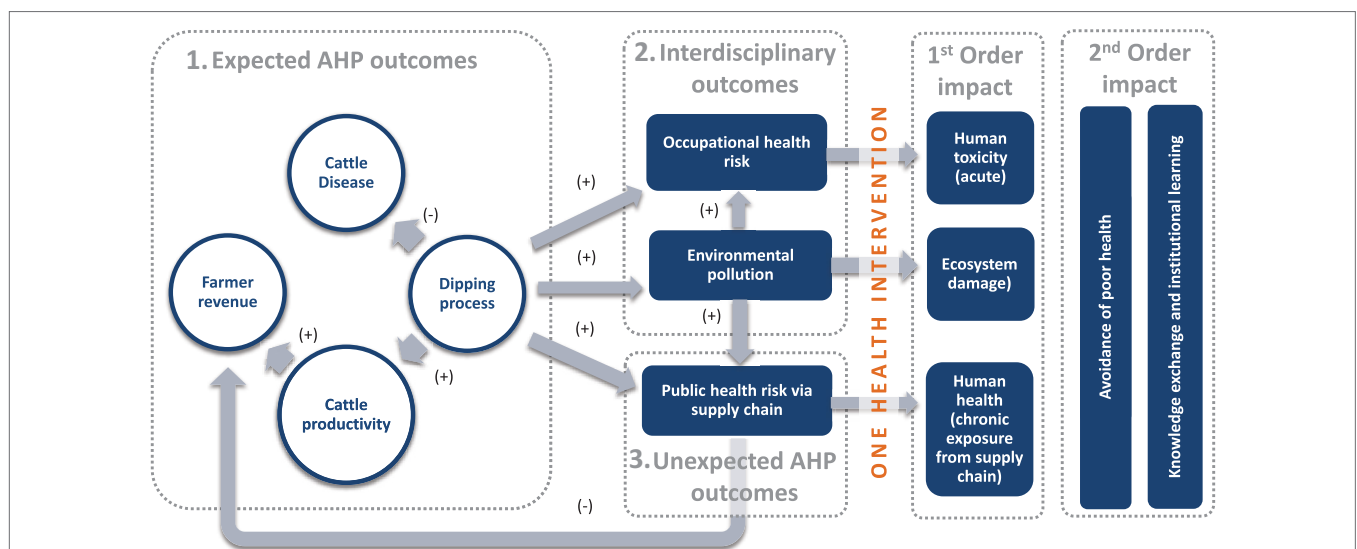 1. Expected AHP outcomes
Cattle
Disease
(-)
Farmer
revenue
Dipping
process
(+)
(+)
Cattle
productivity
(+)
(+)
(+)
2. Interdisciplinary
outcomes
Occupational health
risk
(+)
Environmental
pollution
(+)
Public health risk via
supply chain
3. Unexpected AHP
outcomes
(-)
ONE HEALTH INTERVENTION
1st Order
impact
Human
toxicity
(acute)
Ecosystem
damage)
Human
health
(chronic
exposure
from supply
chain)
2nd Order
impact
Avoidance of poor health
Knowledge exchange and institutional learning